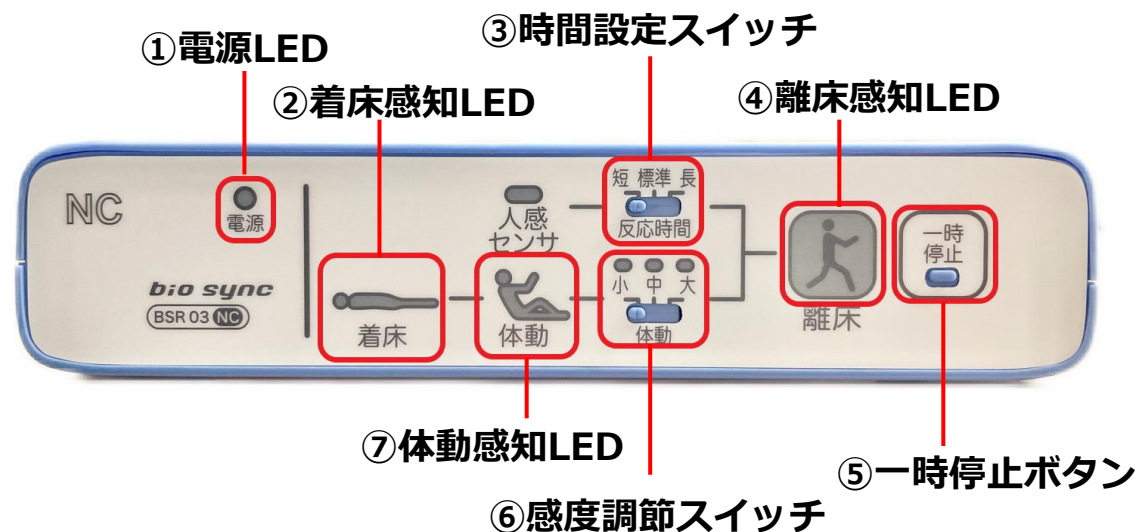 ③時間設定スイッチ
①電源LED
②着床感知LED
④離床感知LED
NC
電源
人感
センサ
短 標準 長
反応時間
一時
停止
bio sync
BSR 03 NC
着床
体動
小 中 大
体動
離床
⑦体動感知LED
⑤一時停止ボタン
⑥感度調節スイッチ